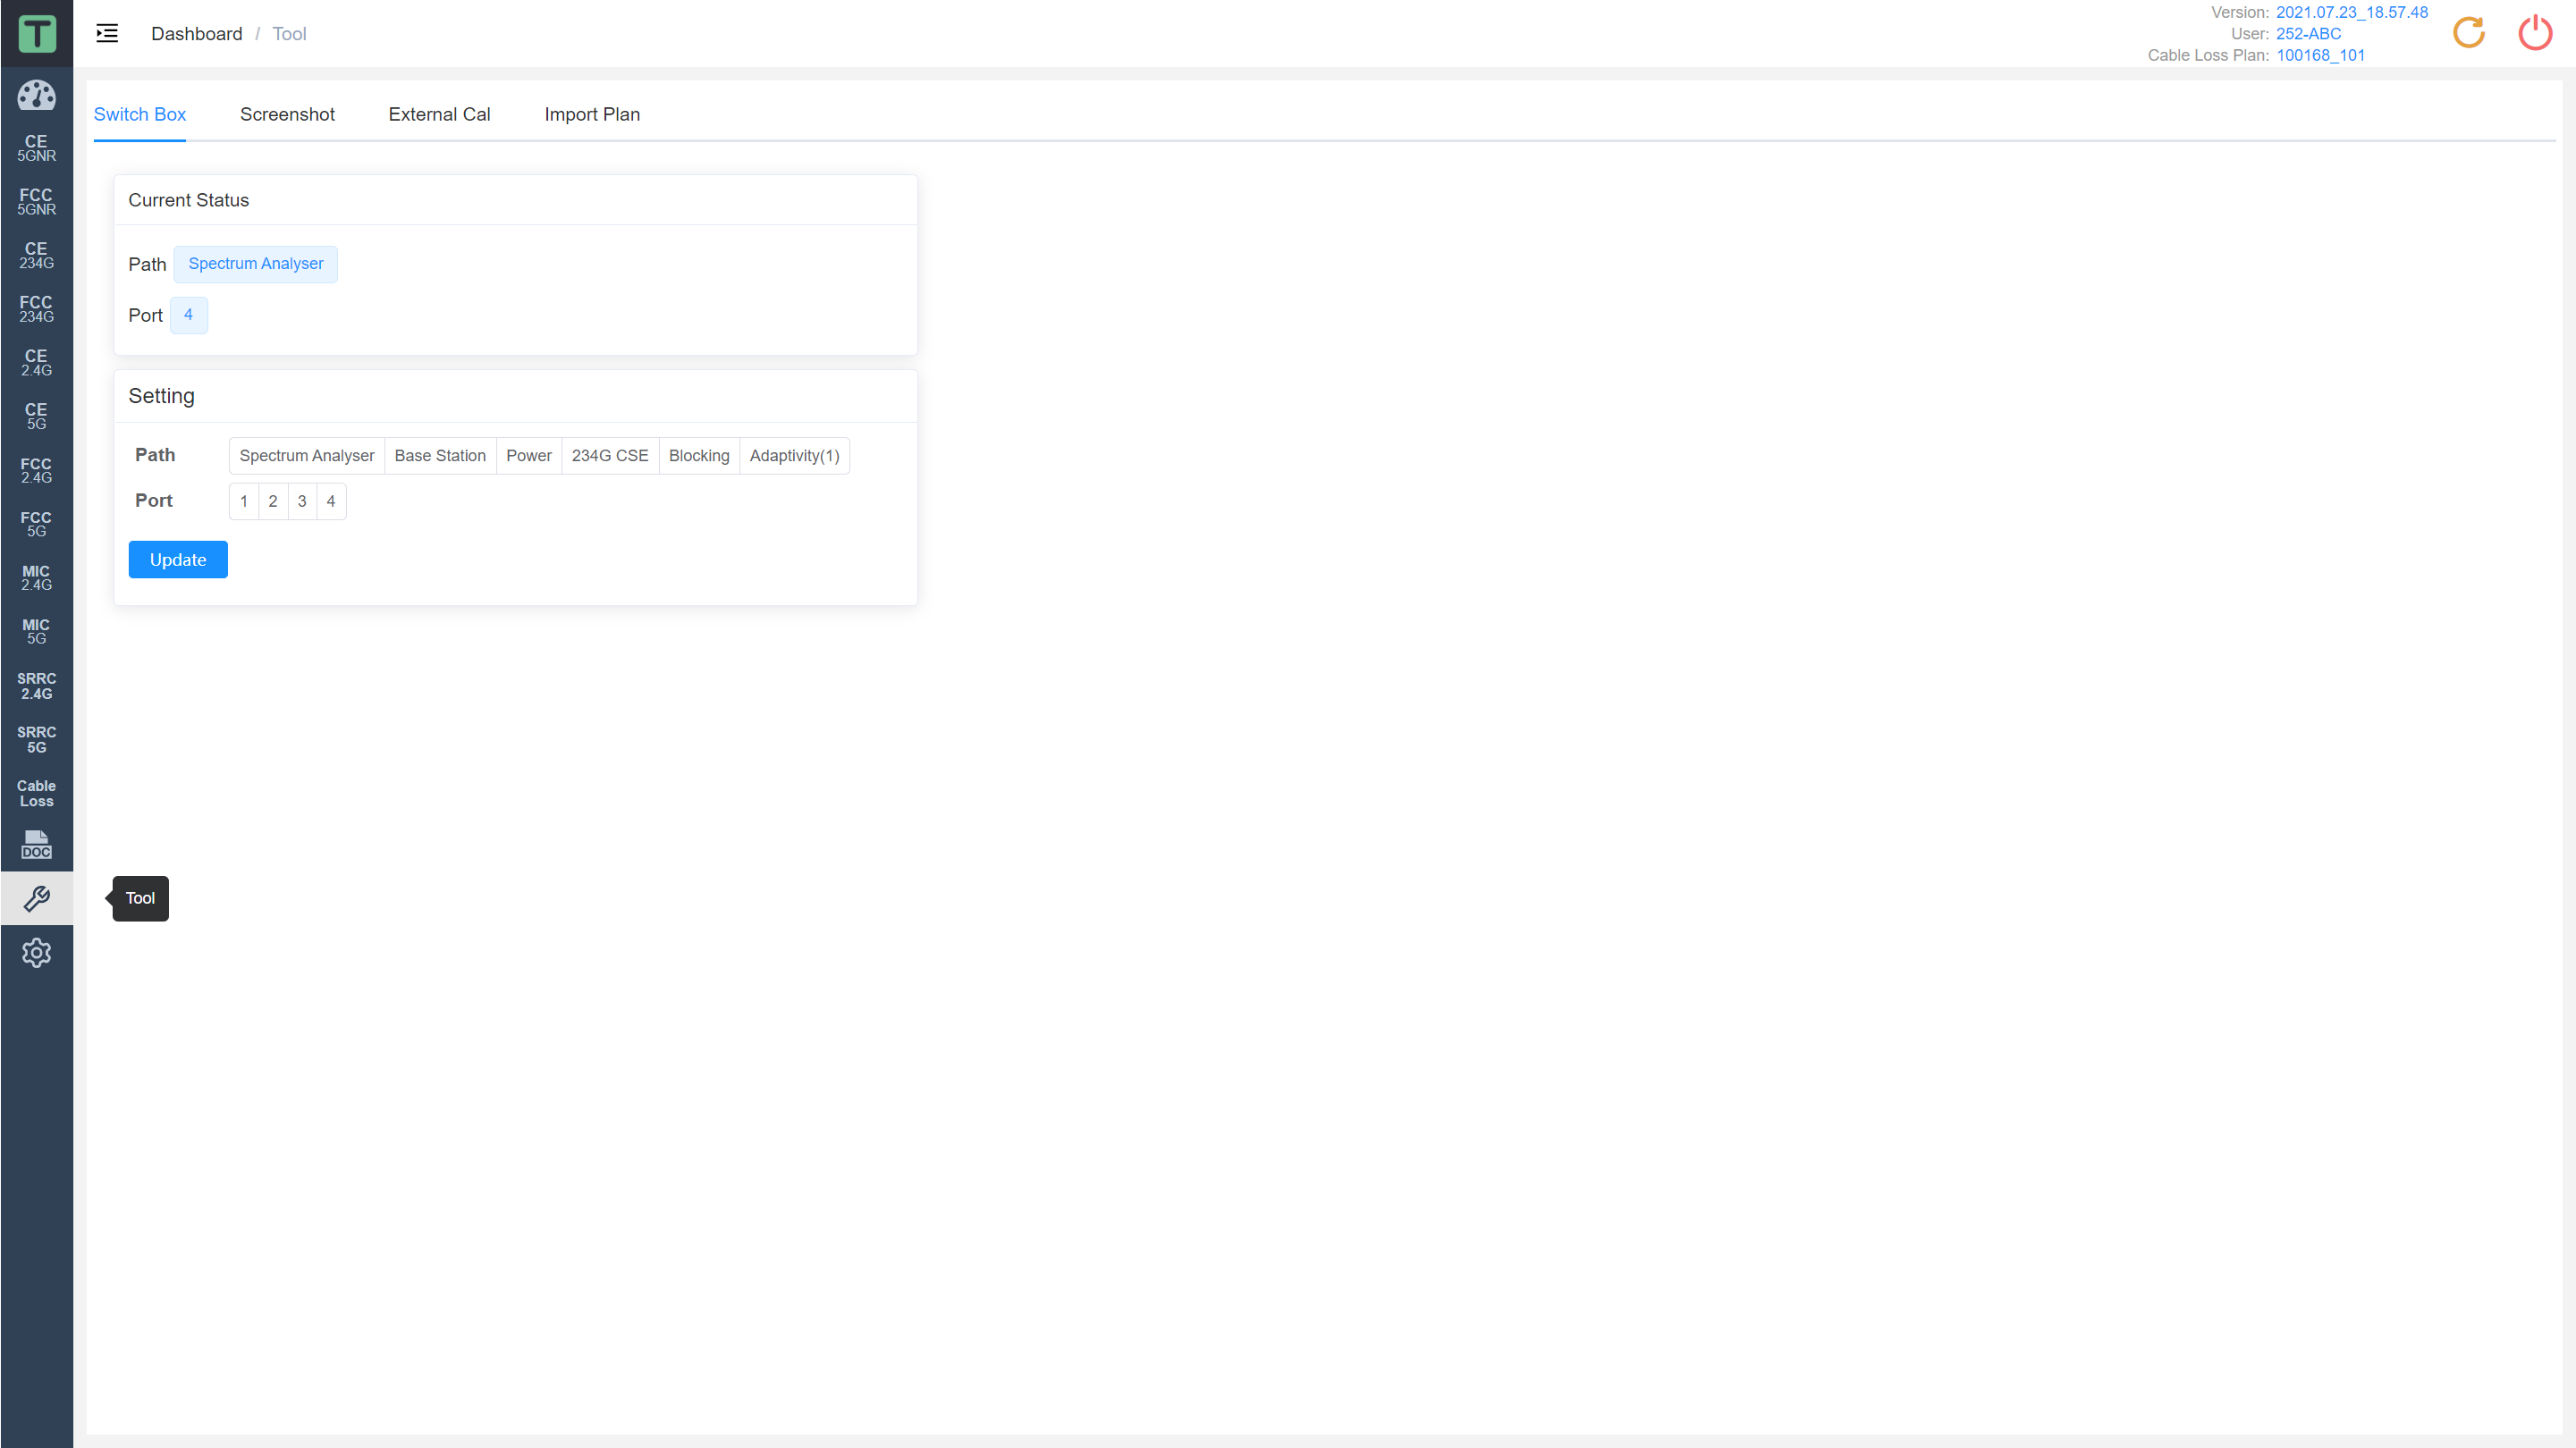 T
Dashboard / Tool
Version: 2021.07.23_18.57.48
User: 252-ABC
Cable Loss Plan: 100168_101
CE
5GNR
FCC
5GNR
CE
234G
FCC
234G
CE
2.4G
CE
5G
FCC
2.4G
FCC
5G
MIC
2.4G
MIC
5G
SRRC
2.4G
SRRC
5G
Cable
Loss
DOC
Tool
Switch Box Screenshot External Cal Import Plan
Current Status
Path Spectrum Analyser
Port 4
Setting
Path Spectrum Analyser Base Station Power 234G CSE Blocking Adaptivity(1)
Port 1 2 3 4
Update